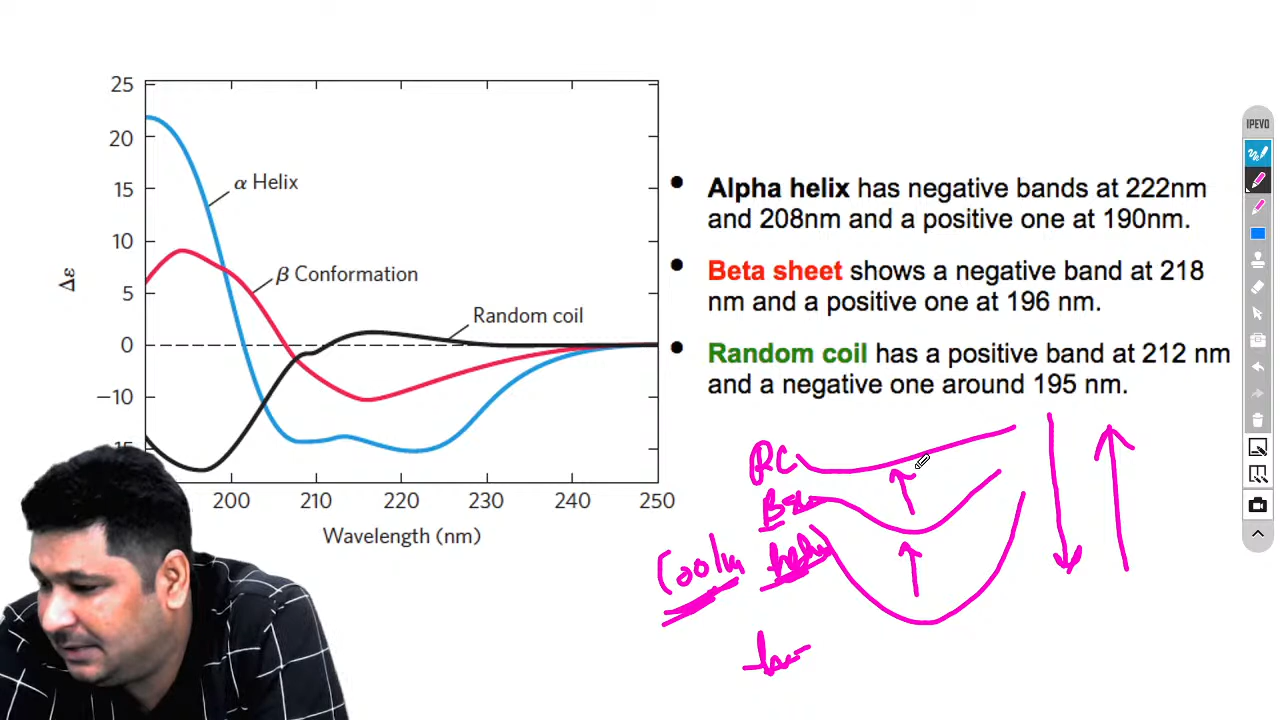 25
20
15
10
5
0
−10
Δε
α Helix
β Conformation
Random coil
200
210
220
230
240
250
Wavelength (nm)
Alpha helix has negative bands at 222nm
and 208nm and a positive one at 190nm.
Beta sheet shows a negative band at 218
nm and a positive one at 196 nm.
Random coil has a positive band at 212 nm
and a negative one around 195 nm.
RC
IPEVO